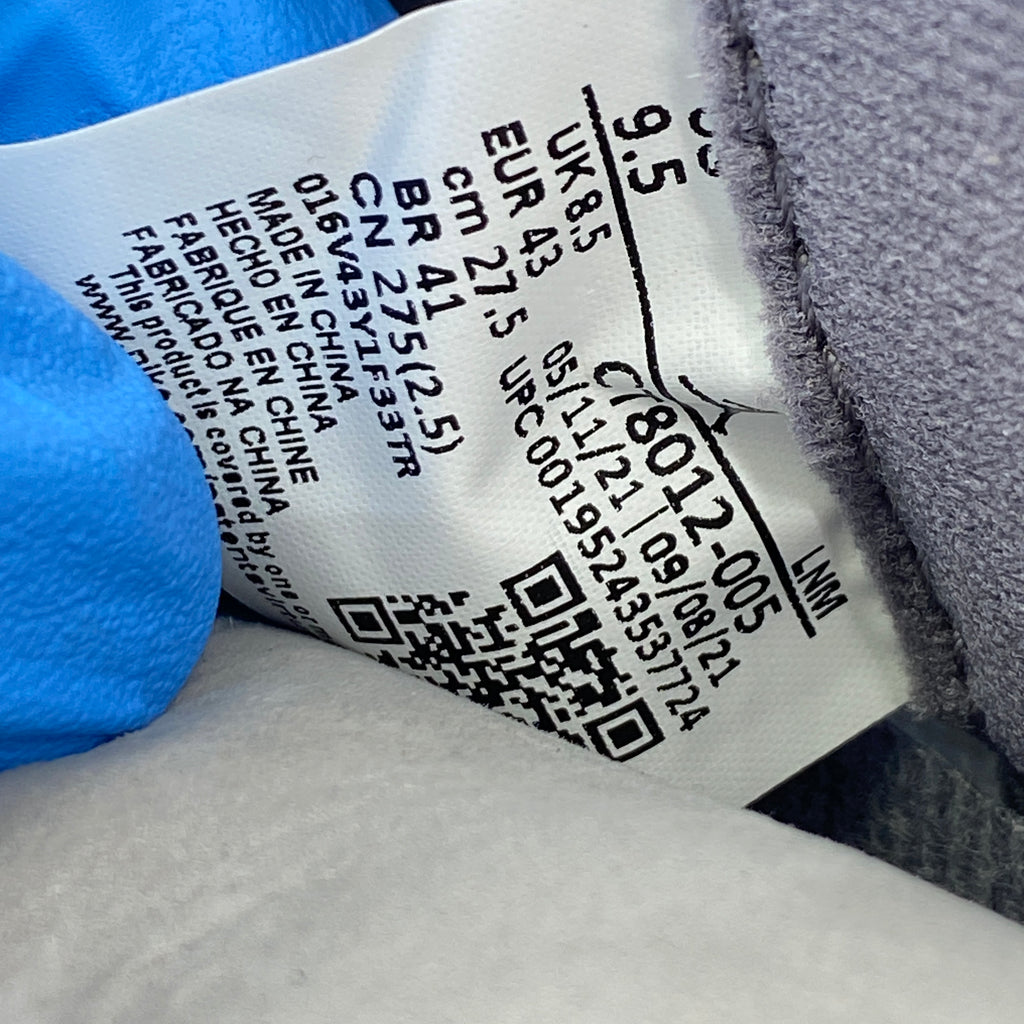 9.5
UK 8.5
EUR 43
cm 27.5
BR 41
CN 275(2.5)
016V43Y1F33TR
MADE IN CHINA
HECHO EN CHINA
FABRIQUE EN CHINE
FABRICADO NA CHINA
This product is covered by one or
LNM
8012-005
05/11/21 | 09/08/21
UPC 00195243537724